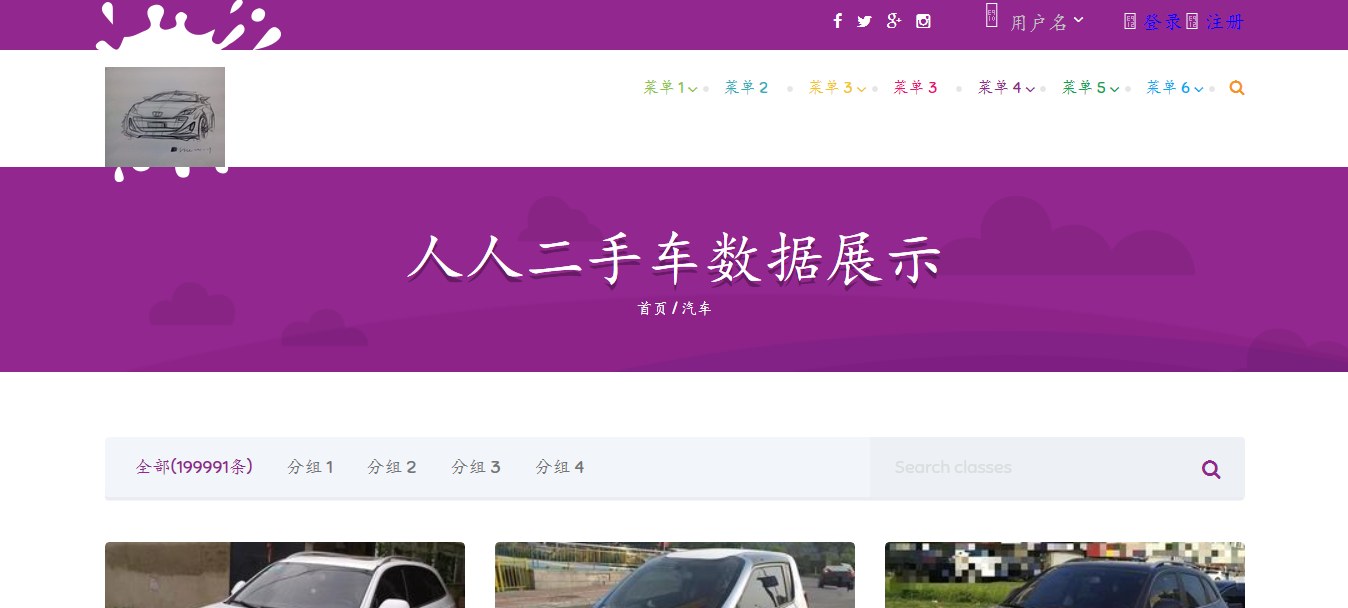 用户名 登录 注册
菜单 1 菜单 2 菜单 3 菜单 3 菜单 4 菜单 5 菜单 6
人人二手车数据展示
首页 / 汽车
全部(199991条) 分组 1 分组 2 分组 3 分组 4 Search classes